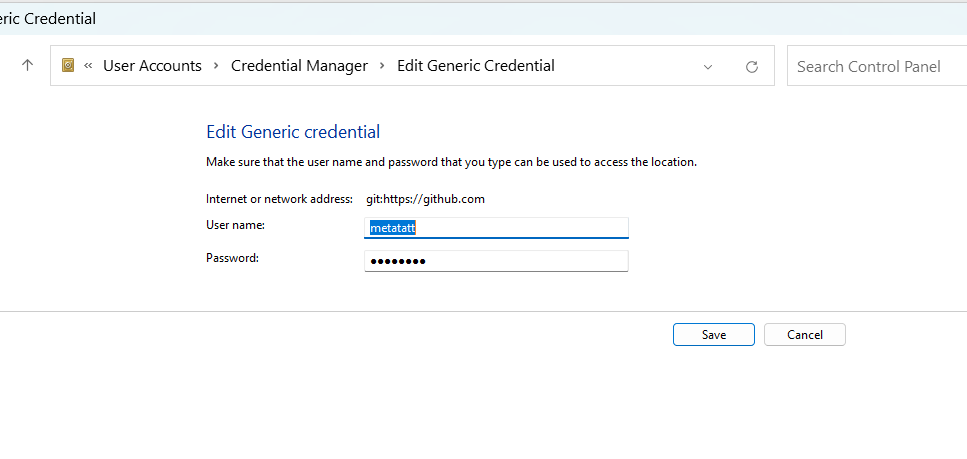 eric Credential
« User Accounts › Credential Manager › Edit Generic Credential
Search Control Panel
Edit Generic credential
Make sure that the user name and password that you type can be used to access the location.
Internet or network address: git:https://github.com
User name: metatatt
Password: ••••••••
Save Cancel